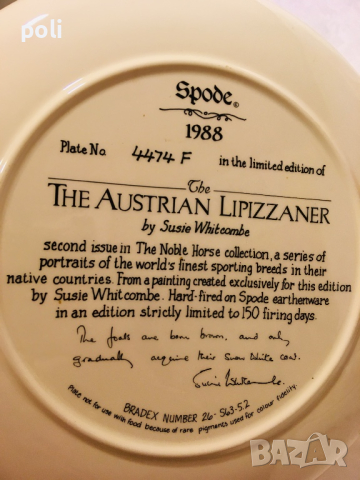 poli
Spode®
1988
Plate No. 4474 F in the limited edition of
The
THE AUSTRIAN LIPIZZANER
by Susie Whitcombe
second issue in The Noble Horse collection, a series of
portraits of the world's finest sporting breeds in their
native countries. From a painting created exclusively for this edition
by Susie Whitcombe. Hard-fired on Spode earthenware
in an edition strictly limited to 150 firing days.
The foals are born brown, and only
gradually acquire their snow white coat.
Susie Whitcombe.
BRADEX NUMBER 26-S63-5.2
Plate not for use with food because of rare pigments used for colour fidelity.
BAZAR.BG